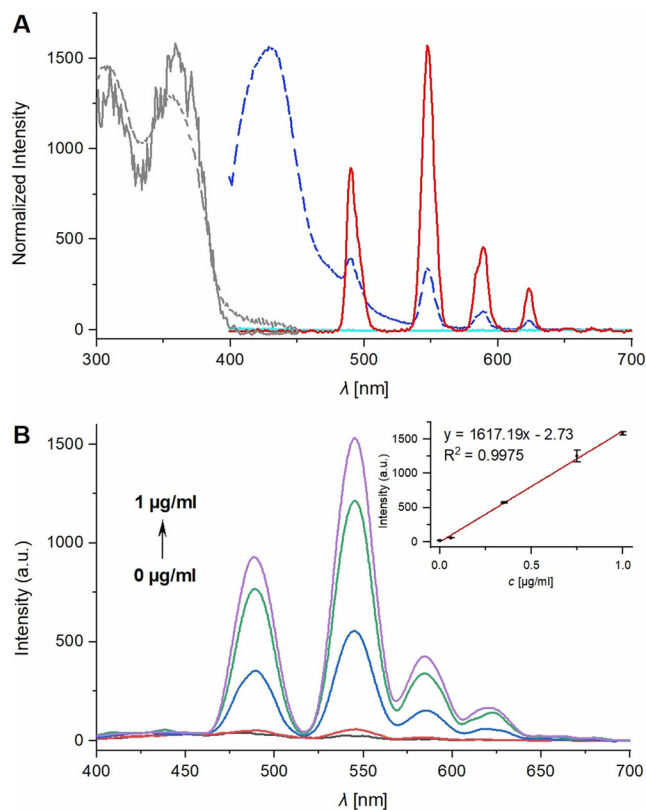 A
1500
1000
500
0
Normalized Intensity
300 400 500 600 700
λ [nm]
B
1500
1000
500
0
Intensity (a.u.)
1 µg/ml
0 µg/ml
400 450 500 550 600 650 700
λ [nm]
y = 1617.19x - 2.73
R² = 0.9975
1500
1000
500
0
Intensity (a.u.)
0.0 0.5 1.0
c [µg/ml]